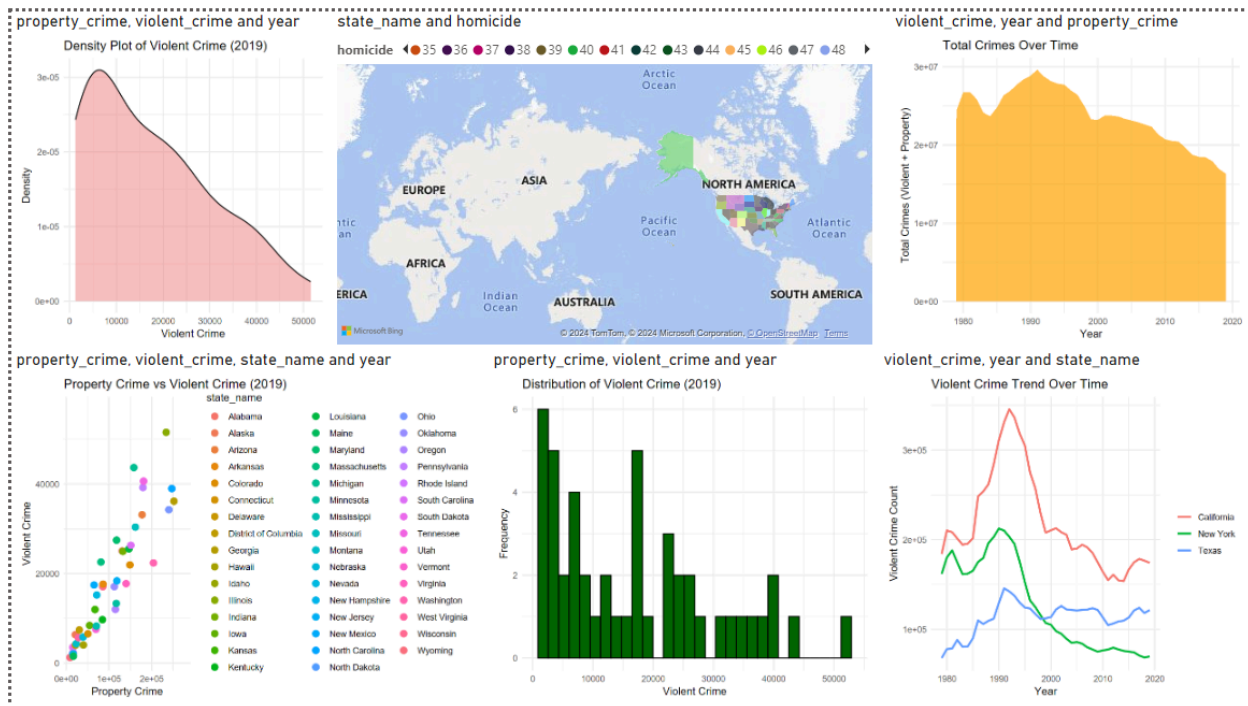 property_crime, violent_crime and year
Density Plot of Violent Crime (2019)
3e-05
2e-05
1e-05
0e+00
Density
0
10000
20000
30000
40000
50000
Violent Crime
state_name and homicide
homicide 35 36 37 38 39 40 41 42 43 44 45 46 47 48
Arctic
Ocean
EUROPE
ASIA
NORTH AMERICA
Pacific
Ocean
Atlantic
Ocean
ntic
an
AFRICA
ERICA
Indian
Ocean
AUSTRALIA
SOUTH AMERICA
Microsoft Bing
© 2024 TomTom, © 2024 Microsoft Corporation, © OpenStreetMap Terms
violent_crime, year and property_crime
Total Crimes Over Time
3e+07
2e+07
1e+07
0e+00
Total Crimes (Violent + Property)
1980
1990
2000
2010
2020
Year
property_crime, violent_crime, state_name and year
Property Crime vs Violent Crime (2019)
state_name
Alabama
Alaska
Arizona
Arkansas
Colorado
Connecticut
Delaware
District of Columbia
Georgia
Hawaii
Idaho
Illinois
Indiana
Iowa
Kansas
Kentucky
Louisiana
Maine
Maryland
Massachusetts
Michigan
Minnesota
Mississippi
Missouri
Montana
Nebraska
Nevada
New Hampshire
New Jersey
New Mexico
North Carolina
North Dakota
Ohio
Oklahoma
Oregon
Pennsylvania
Rhode Island
South Carolina
South Dakota
Tennessee
Utah
Vermont
Virginia
Washington
West Virginia
Wisconsin
Wyoming
40000
20000
0
Violent Crime
0e+00
1e+05
2e+05
Property Crime
property_crime, violent_crime and year
Distribution of Violent Crime (2019)
6
4
2
0
Frequency
0
10000
20000
30000
40000
50000
Violent Crime
violent_crime, year and state_name
Violent Crime Trend Over Time
3e+05
2e+05
1e+05
Violent Crime Count
1980
1990
2000
2010
2020
Year
California
New York
Texas